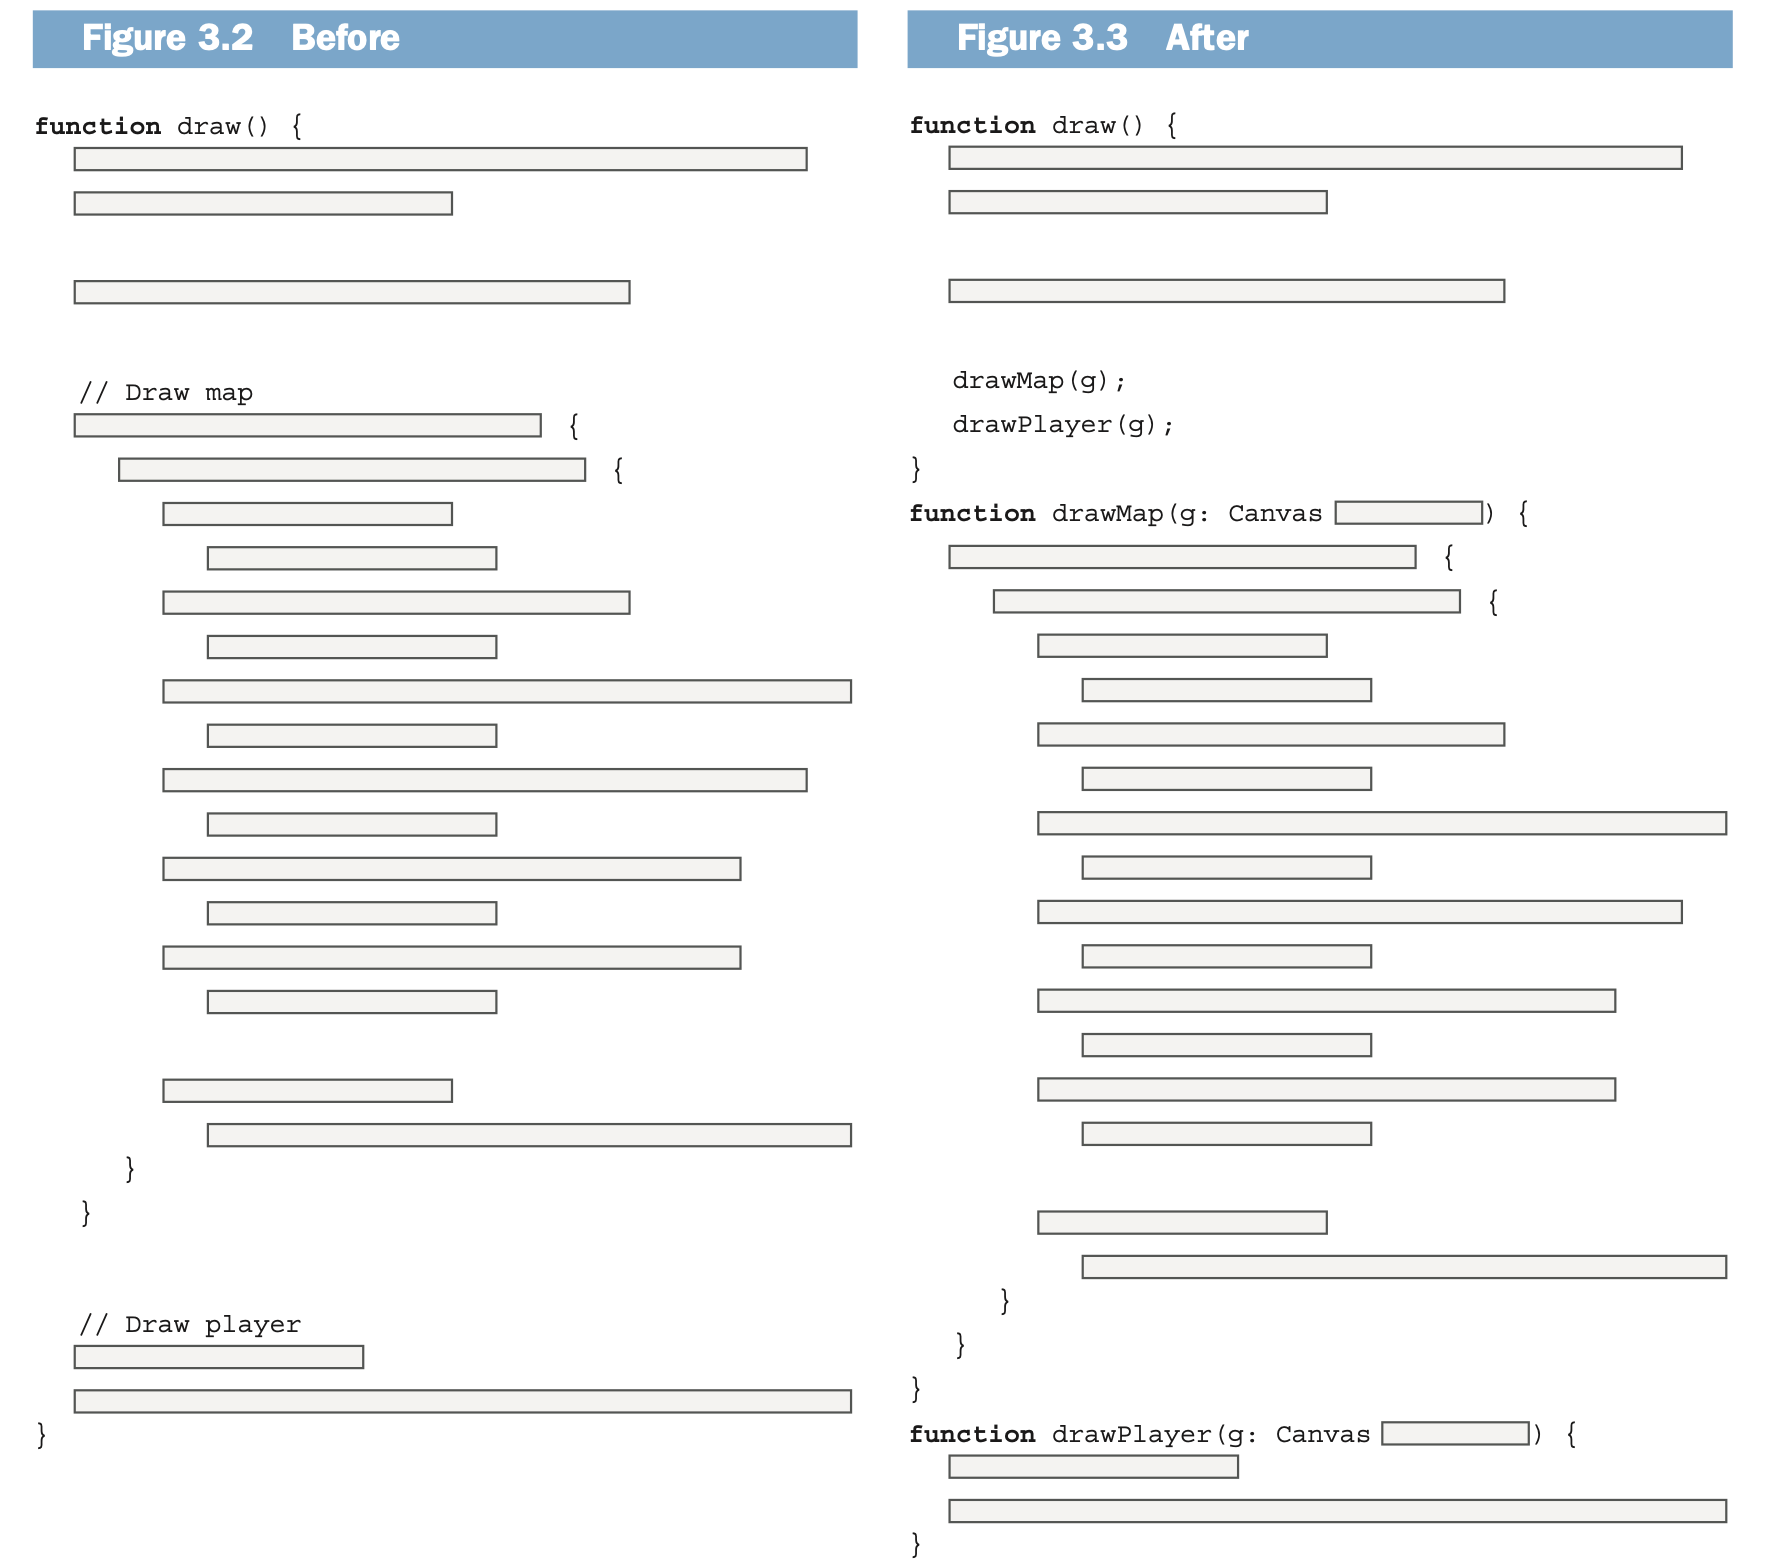 Figure 3.2 Before
function draw() {
// Draw map
{
{
}
}
// Draw player
}
Figure 3.3 After
function draw() {
drawMap(g);
drawPlayer(g);
}
function drawMap(g: Canvas ) {
{
{
}
}
}
function drawPlayer(g: Canvas ) {
}